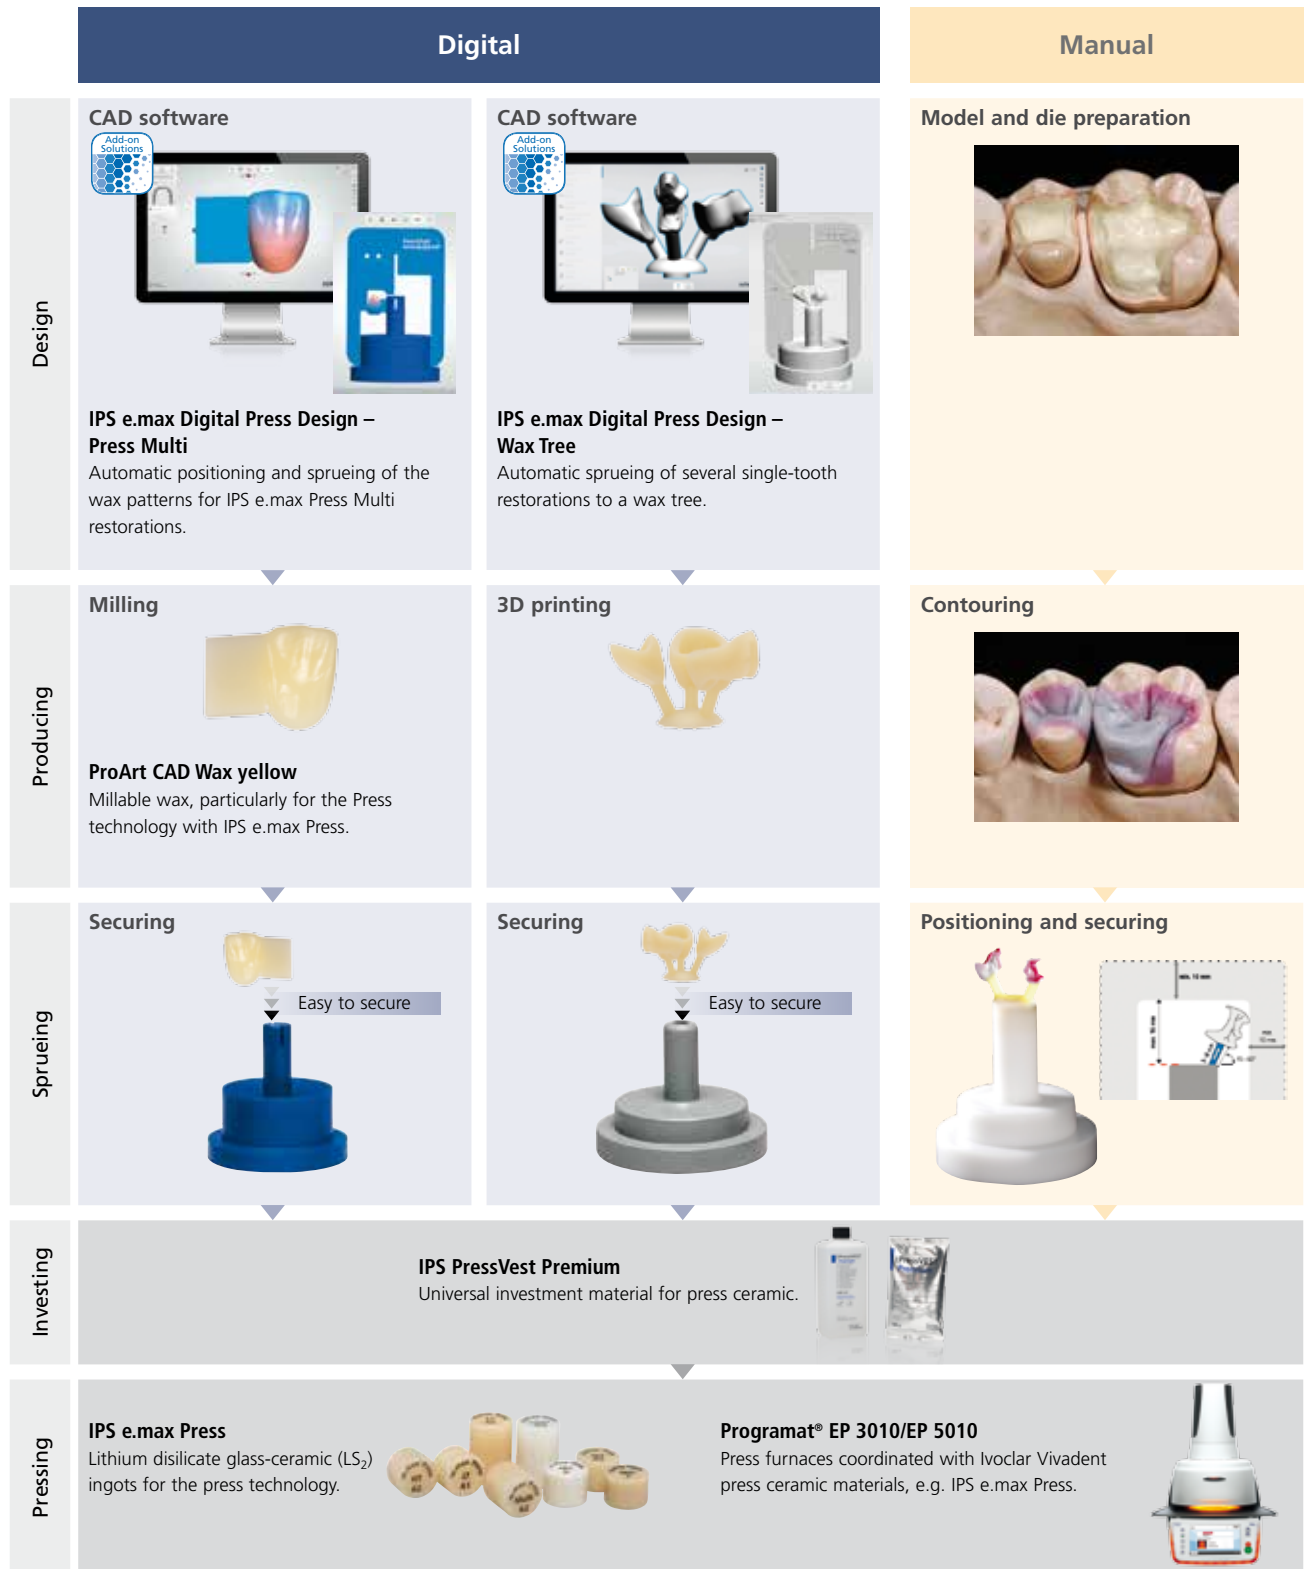 Digital
Manual
Design
CAD software
Add-on
Solutions
IPS e.max Digital Press Design –
Press Multi
Automatic positioning and sprueing of the
wax patterns for IPS e.max Press Multi
restorations.
CAD software
Add-on
Solutions
IPS e.max Digital Press Design –
Wax Tree
Automatic sprueing of several single-tooth
restorations to a wax tree.
Model and die preparation
Producing
Milling
ProArt CAD Wax yellow
Millable wax, particularly for the Press
technology with IPS e.max Press.
3D printing
Contouring
Sprueing
Securing
Easy to secure
Securing
Easy to secure
Positioning and securing
min. 10 mm
Investing
IPS PressVest Premium
Universal investment material for press ceramic.
Pressing
IPS e.max Press
Lithium disilicate glass-ceramic (LS₂)
ingots for the press technology.
Programat® EP 3010/EP 5010
Press furnaces coordinated with Ivoclar Vivadent
press ceramic materials, e.g. IPS e.max Press.